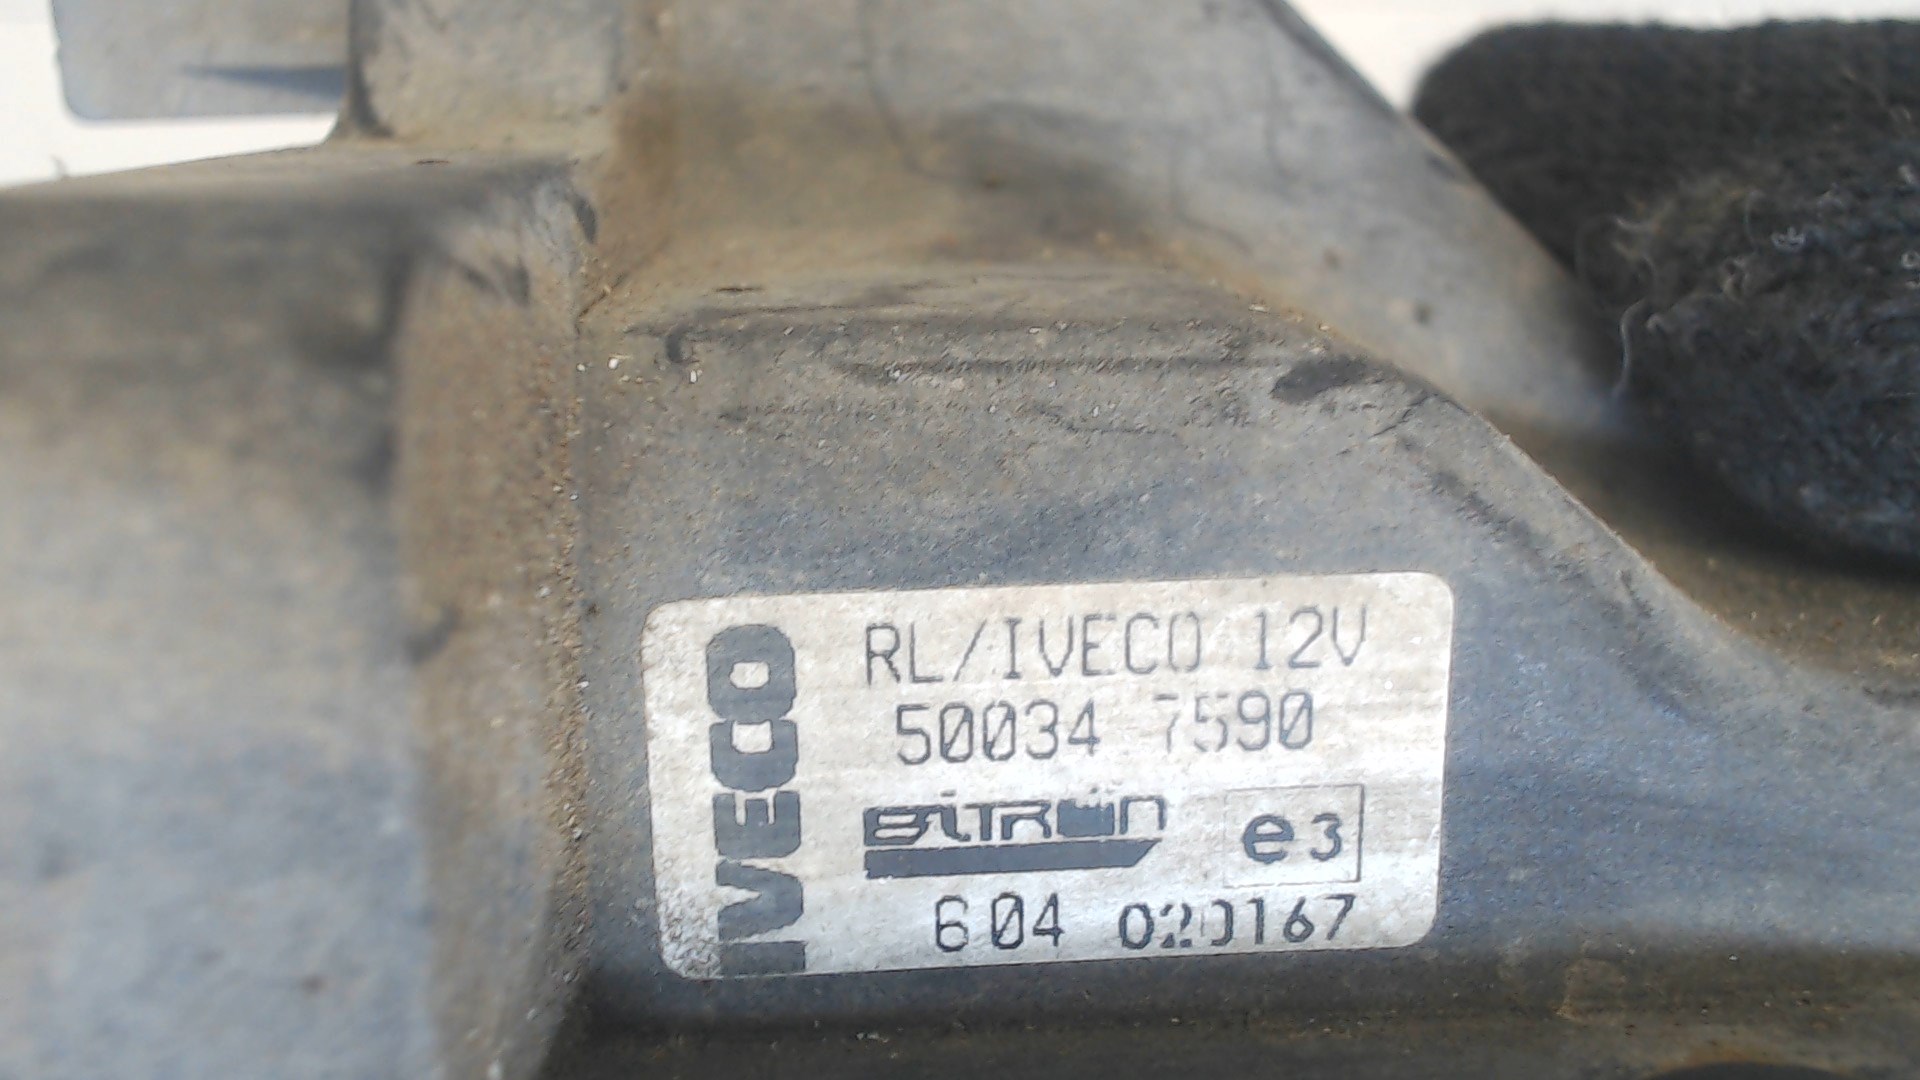 IVECO
RL/IVECO 12V
50034 7590
BITRON
e3
604 020167